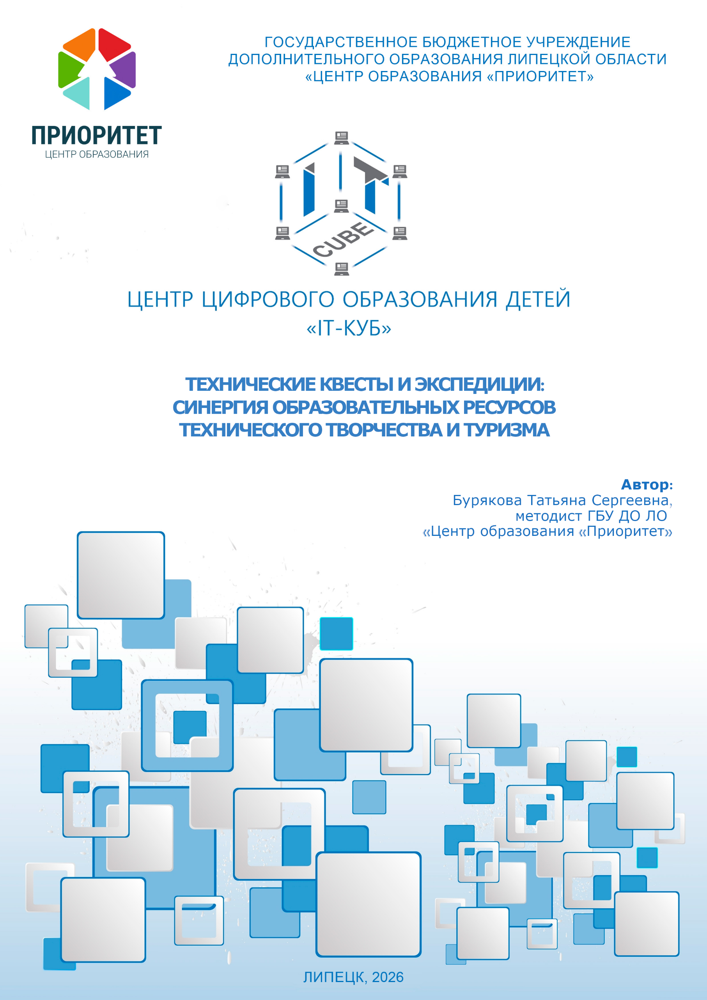 ГОСУДАРСТВЕННОЕ БЮДЖЕТНОЕ УЧРЕЖДЕНИЕ
ДОПОЛНИТЕЛЬНОГО ОБРАЗОВАНИЯ ЛИПЕЦКОЙ ОБЛАСТИ
«ЦЕНТР ОБРАЗОВАНИЯ «ПРИОРИТЕТ»
ПРИОРИТЕТ
ЦЕНТР ОБРАЗОВАНИЯ
IT
CUBE
ЦЕНТР ЦИФРОВОГО ОБРАЗОВАНИЯ ДЕТЕЙ
«IT-КУБ»
ТЕХНИЧЕСКИЕ КВЕСТЫ И ЭКСПЕДИЦИИ:
СИНЕРГИЯ ОБРАЗОВАТЕЛЬНЫХ РЕСУРСОВ
ТЕХНИЧЕСКОГО ТВОРЧЕСТВА И ТУРИЗМА
Автор:
Бурякова Татьяна Сергеевна,
методист ГБУ ДО ЛО
«Центр образования «Приоритет»
ЛИПЕЦК, 2026